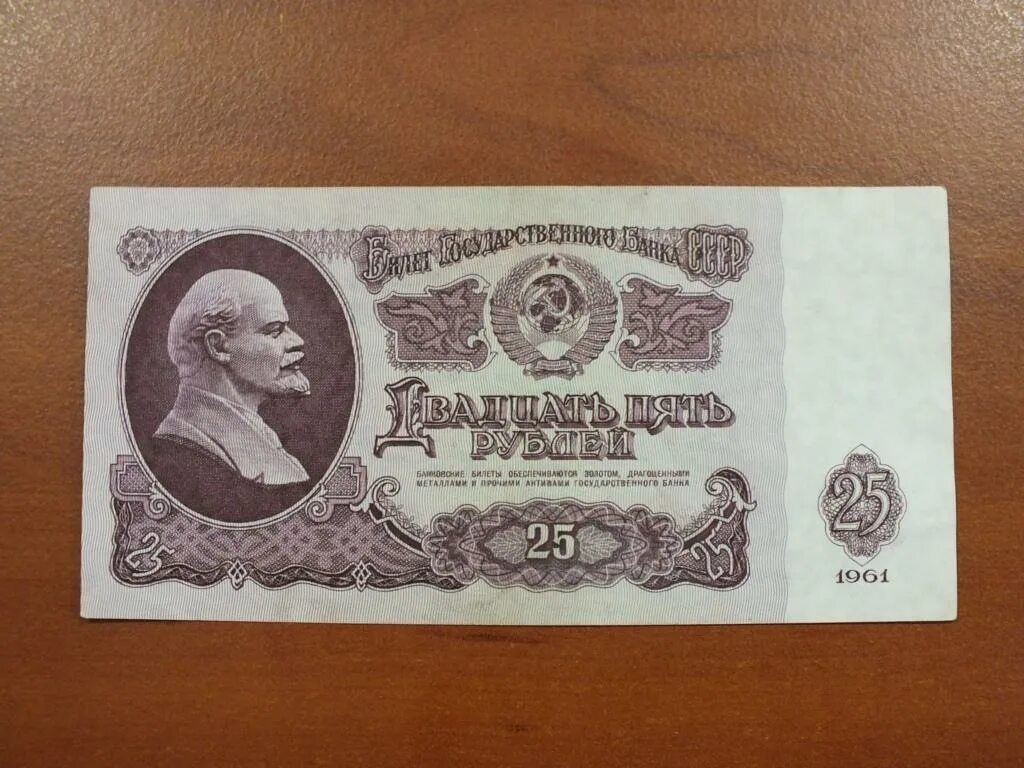 Билет Государственного Банка СССР
Двадцать пять
рублей
Банковские билеты обеспечиваются золотом, драгоценными
металлами и прочими активами Государственного банка
25
25
25
25
1961